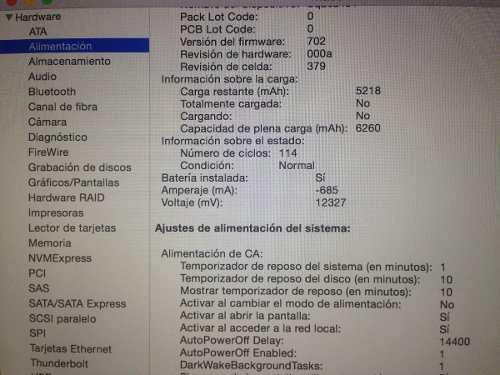 ▼ Hardware
ATA
Alimentación
Almacenamiento
Audio
Bluetooth
Canal de fibra
Cámara
Diagnóstico
FireWire
Grabación de discos
Gráficos/Pantallas
Hardware RAID
Impresoras
Lector de tarjetas
Memoria
NVMExpress
PCI
SAS
SATA/SATA Express
SCSI paralelo
SPI
Tarjetas Ethernet
Thunderbolt
Pack Lot Code: 0
PCB Lot Code: 0
Versión del firmware: 702
Revisión de hardware: 000a
Revisión de celda: 379
Información sobre la carga:
Carga restante (mAh): 5218
Totalmente cargada: No
Cargando: No
Capacidad de plena carga (mAh): 6260
Información sobre el estado:
Número de ciclos: 114
Condición: Normal
Batería instalada: Sí
Amperaje (mA): -685
Voltaje (mV): 12327
Ajustes de alimentación del sistema:
Alimentación de CA:
Temporizador de reposo del sistema (en minutos): 1
Temporizador de reposo del disco (en minutos): 10
Mostrar temporizador de reposo (en minutos): 10
Activar al cambiar el modo de alimentación: No
Activar al abrir la pantalla: Sí
Activar al acceder a la red local: Sí
AutoPowerOff Delay: 14400
AutoPowerOff Enabled: 1
DarkWakeBackgroundTasks: 1